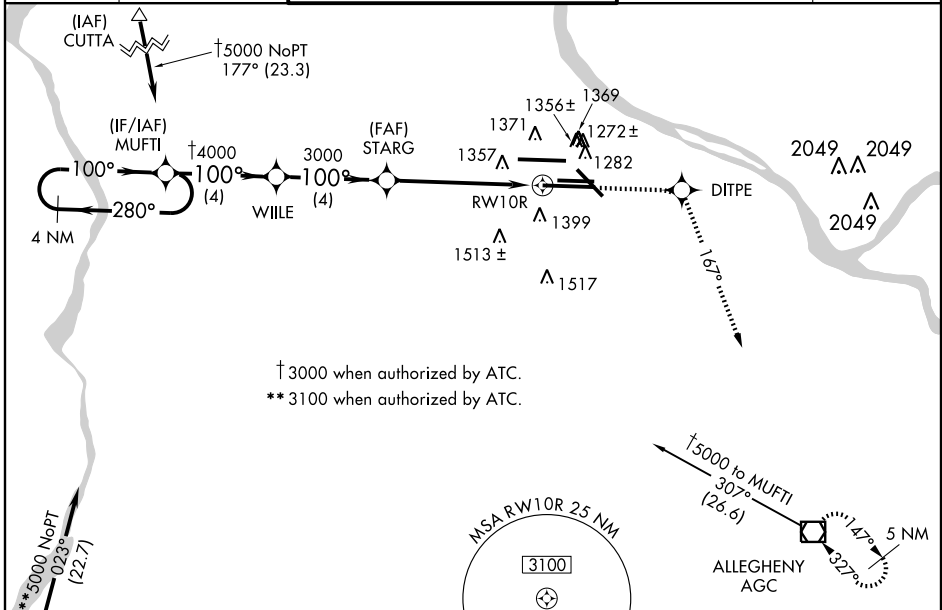 (IAF)
CUTTA
†5000 NoPT
177° (23.3)
(IF/IAF)
MUFTI
100°
280°
4 NM
†4000
100°
(4)
WIILE
3000
100°
(4)
(FAF)
STARG
1371
1356 ±
1369
1272 ±
1357
1282
RW10R
1399
1513 ±
1517
DITPE
167°
2049
2049
2049
†3000 when authorized by ATC.
**3100 when authorized by ATC.
**5000 NoPT
023°
(22.7)
MSA RW10R 25 NM
3100
†5000 to MUFTI
307°
(26.6)
ALLEGHENY
AGC
147°
327°
5 NM